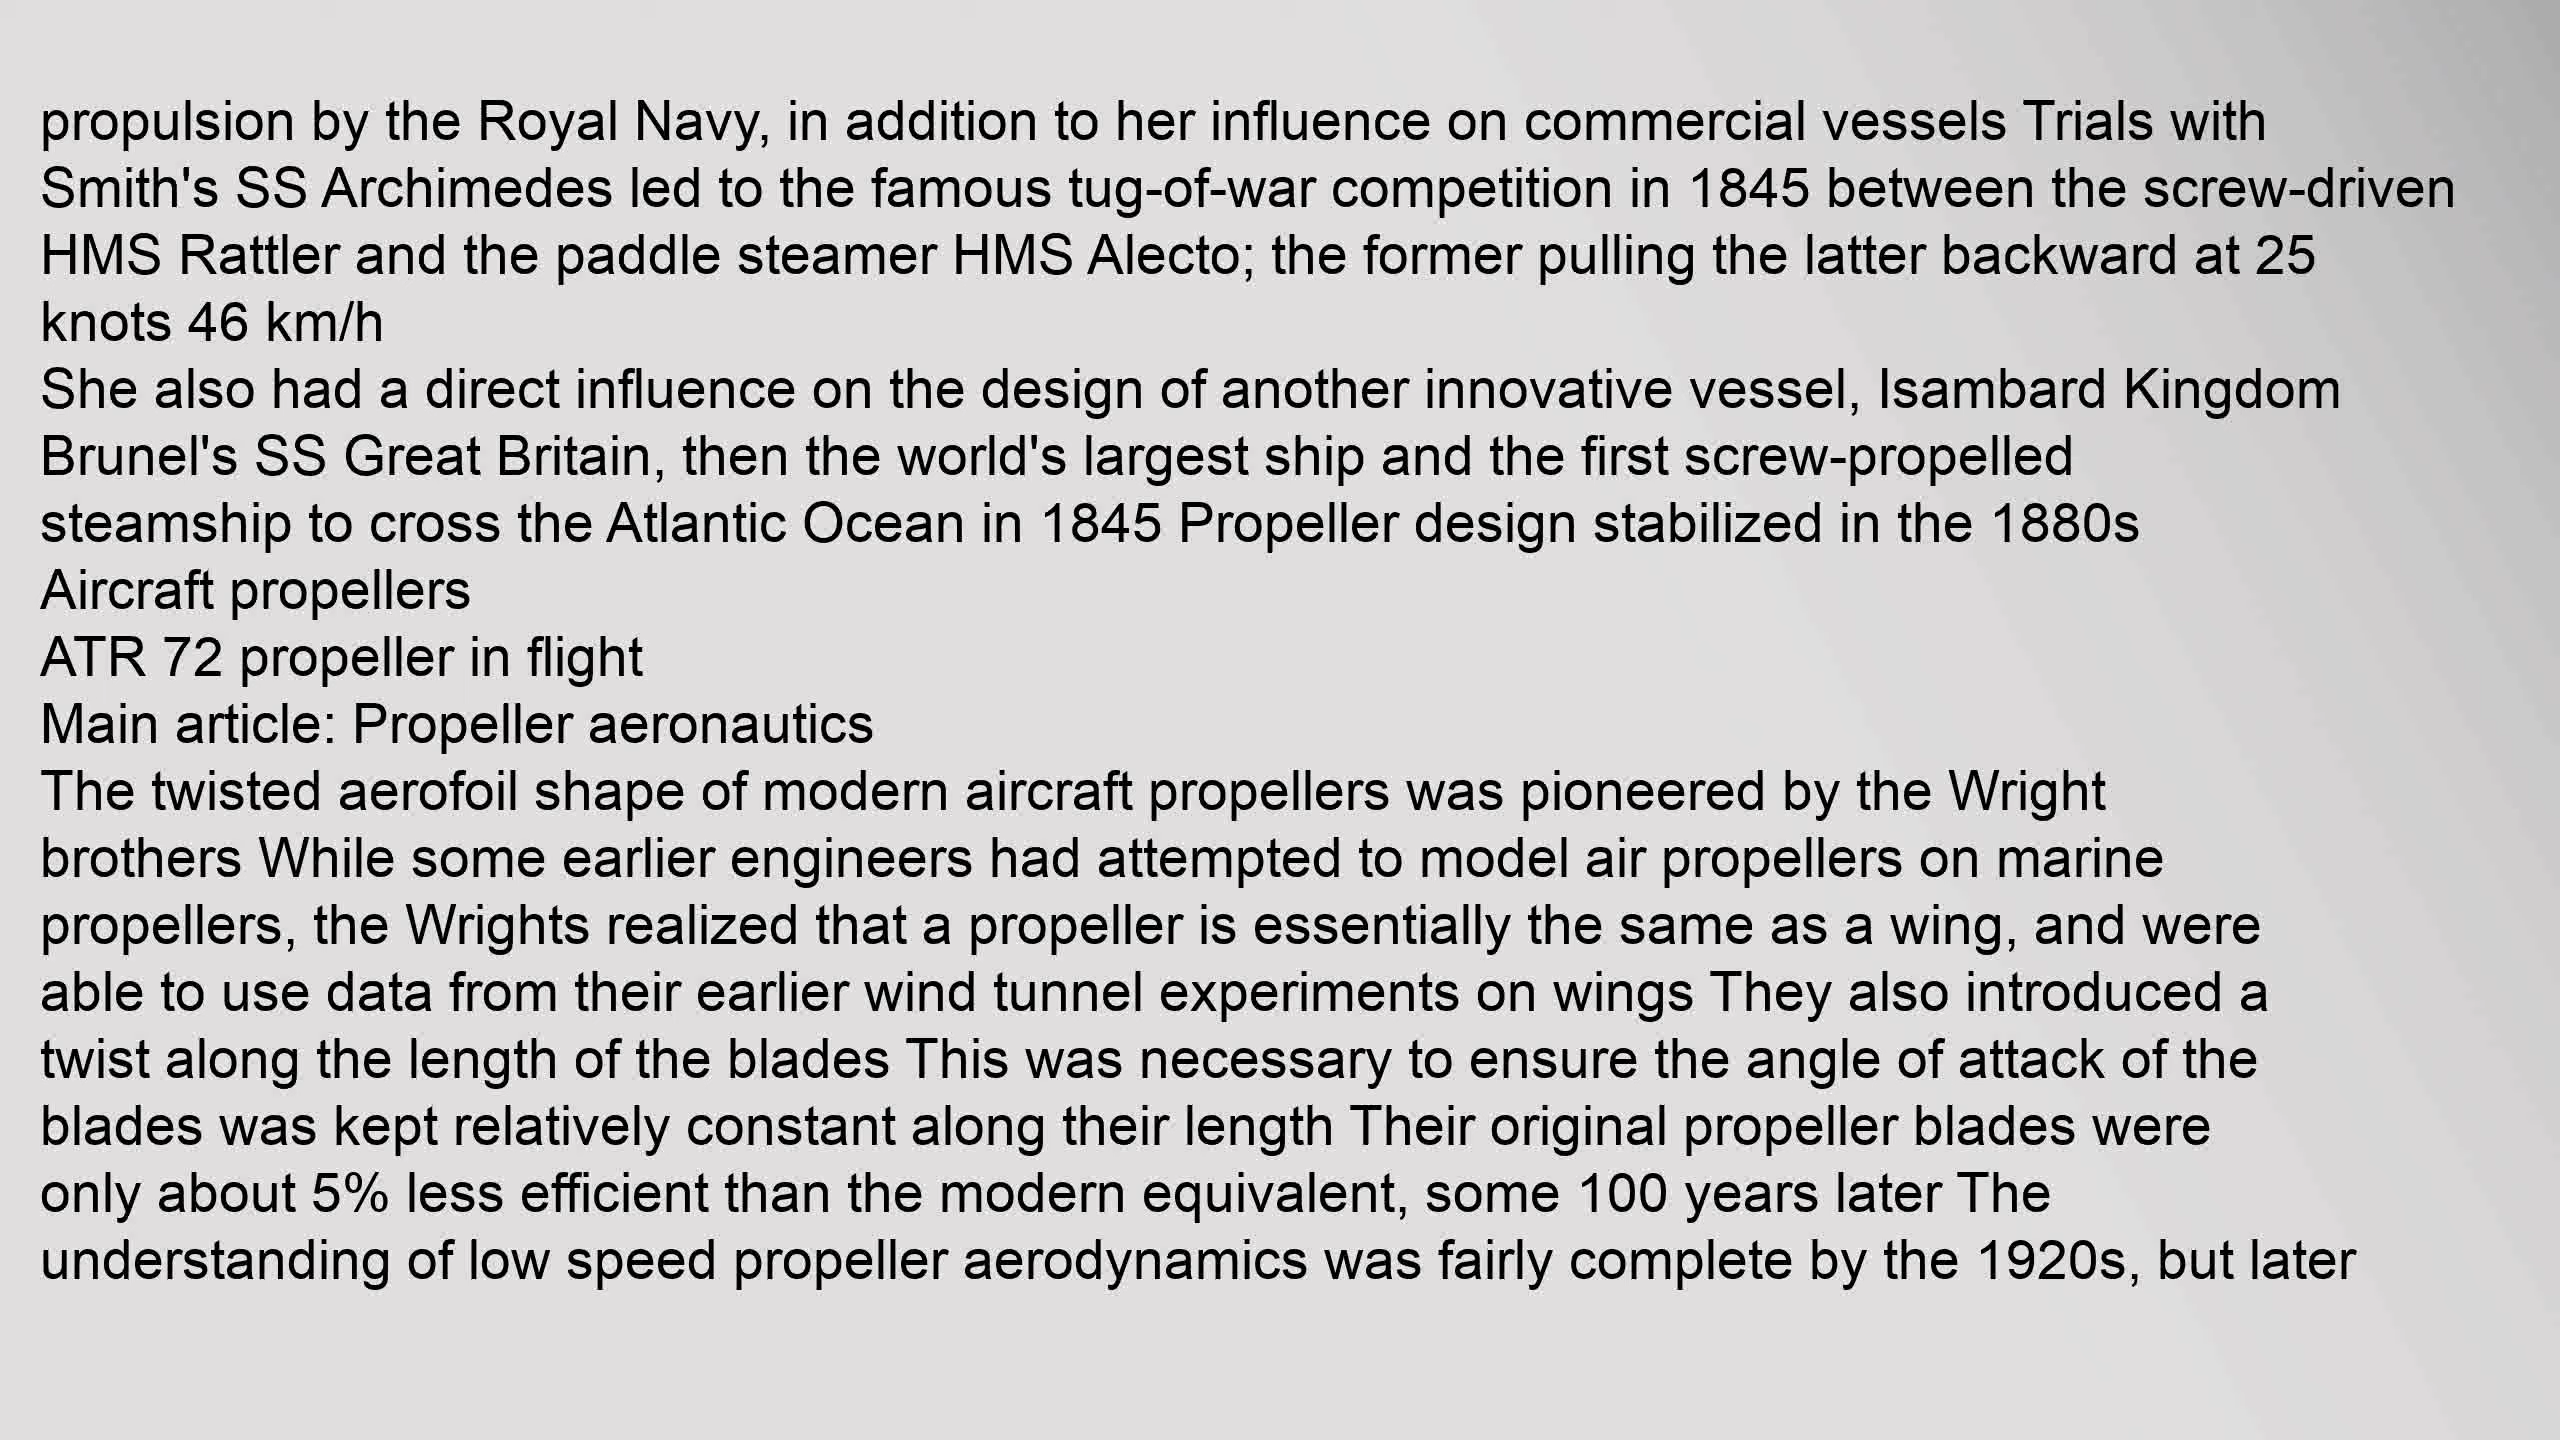 propulsion by the Royal Navy, in addition to her influence on commercial vessels Trials with
Smith's SS Archimedes led to the famous tug-of-war competition in 1845 between the screw-driven
HMS Rattler and the paddle steamer HMS Alecto; the former pulling the latter backward at 25
knots 46 km/h
She also had a direct influence on the design of another innovative vessel, Isambard Kingdom
Brunel's SS Great Britain, then the world's largest ship and the first screw-propelled
steamship to cross the Atlantic Ocean in 1845 Propeller design stabilized in the 1880s
Aircraft propellers
ATR 72 propeller in flight
Main article: Propeller aeronautics
The twisted aerofoil shape of modern aircraft propellers was pioneered by the Wright
brothers While some earlier engineers had attempted to model air propellers on marine
propellers, the Wrights realized that a propeller is essentially the same as a wing, and were
able to use data from their earlier wind tunnel experiments on wings They also introduced a
twist along the length of the blades This was necessary to ensure the angle of attack of the
blades was kept relatively constant along their length Their original propeller blades were
only about 5% less efficient than the modern equivalent, some 100 years later The
understanding of low speed propeller aerodynamics was fairly complete by the 1920s, but later